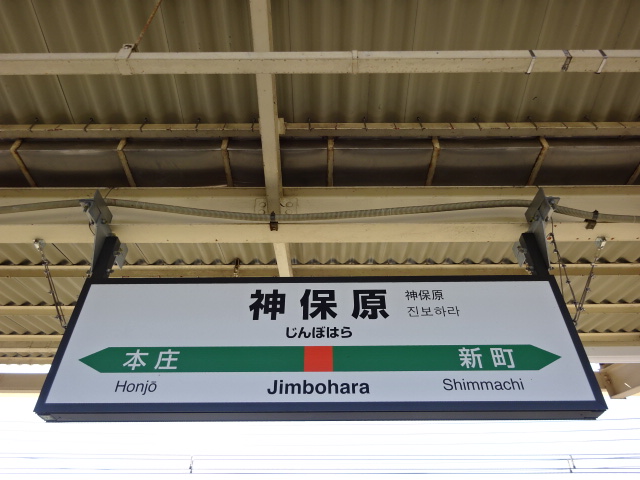 神保原 神保原
진보하라
じんぼはら
本庄 新町
Honjō Jimbohara Shimmachi